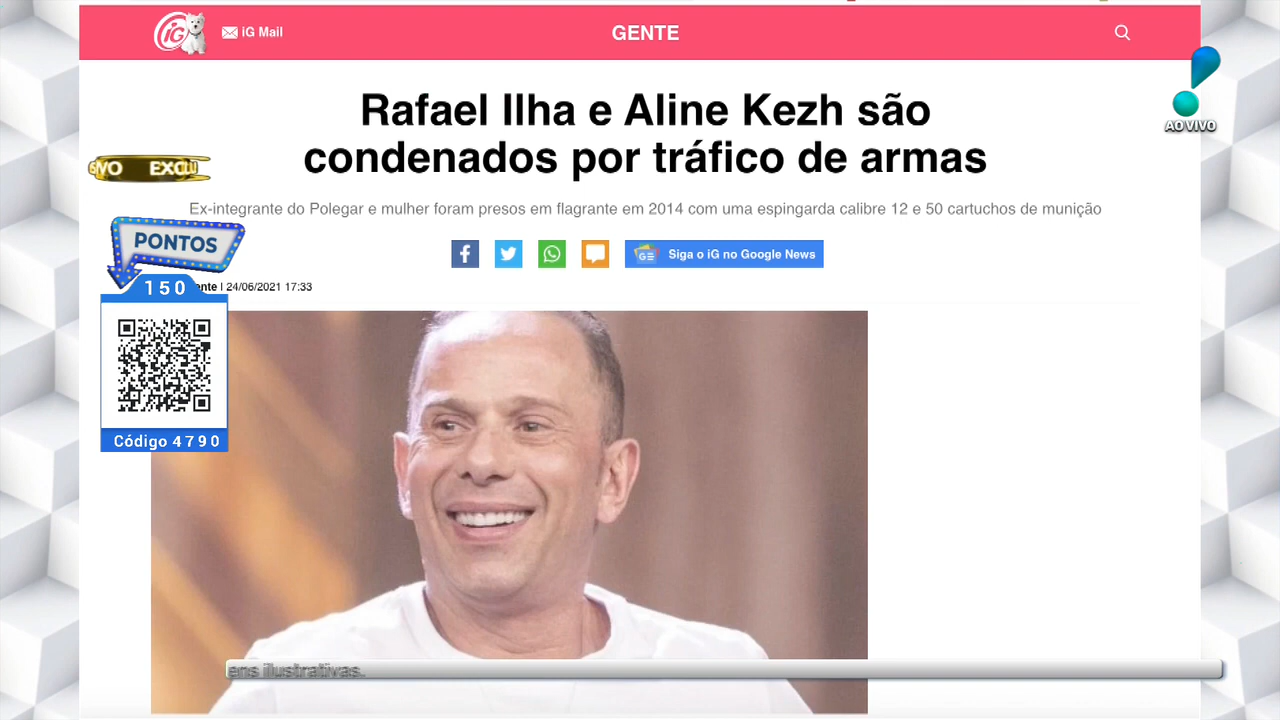 iG
iG Mail
GENTE
AO VIVO
Rafael Ilha e Aline Kezh são
condenados por tráfico de armas
Ex-integrante do Polegar e mulher foram presos em flagrante em 2014 com uma espingarda calibre 12 e 50 cartuchos de munição
Siga o iG no Google News
PONTOS
150
ente | 24/06/2021 17:33
Código 4790
ens ilustrativas.